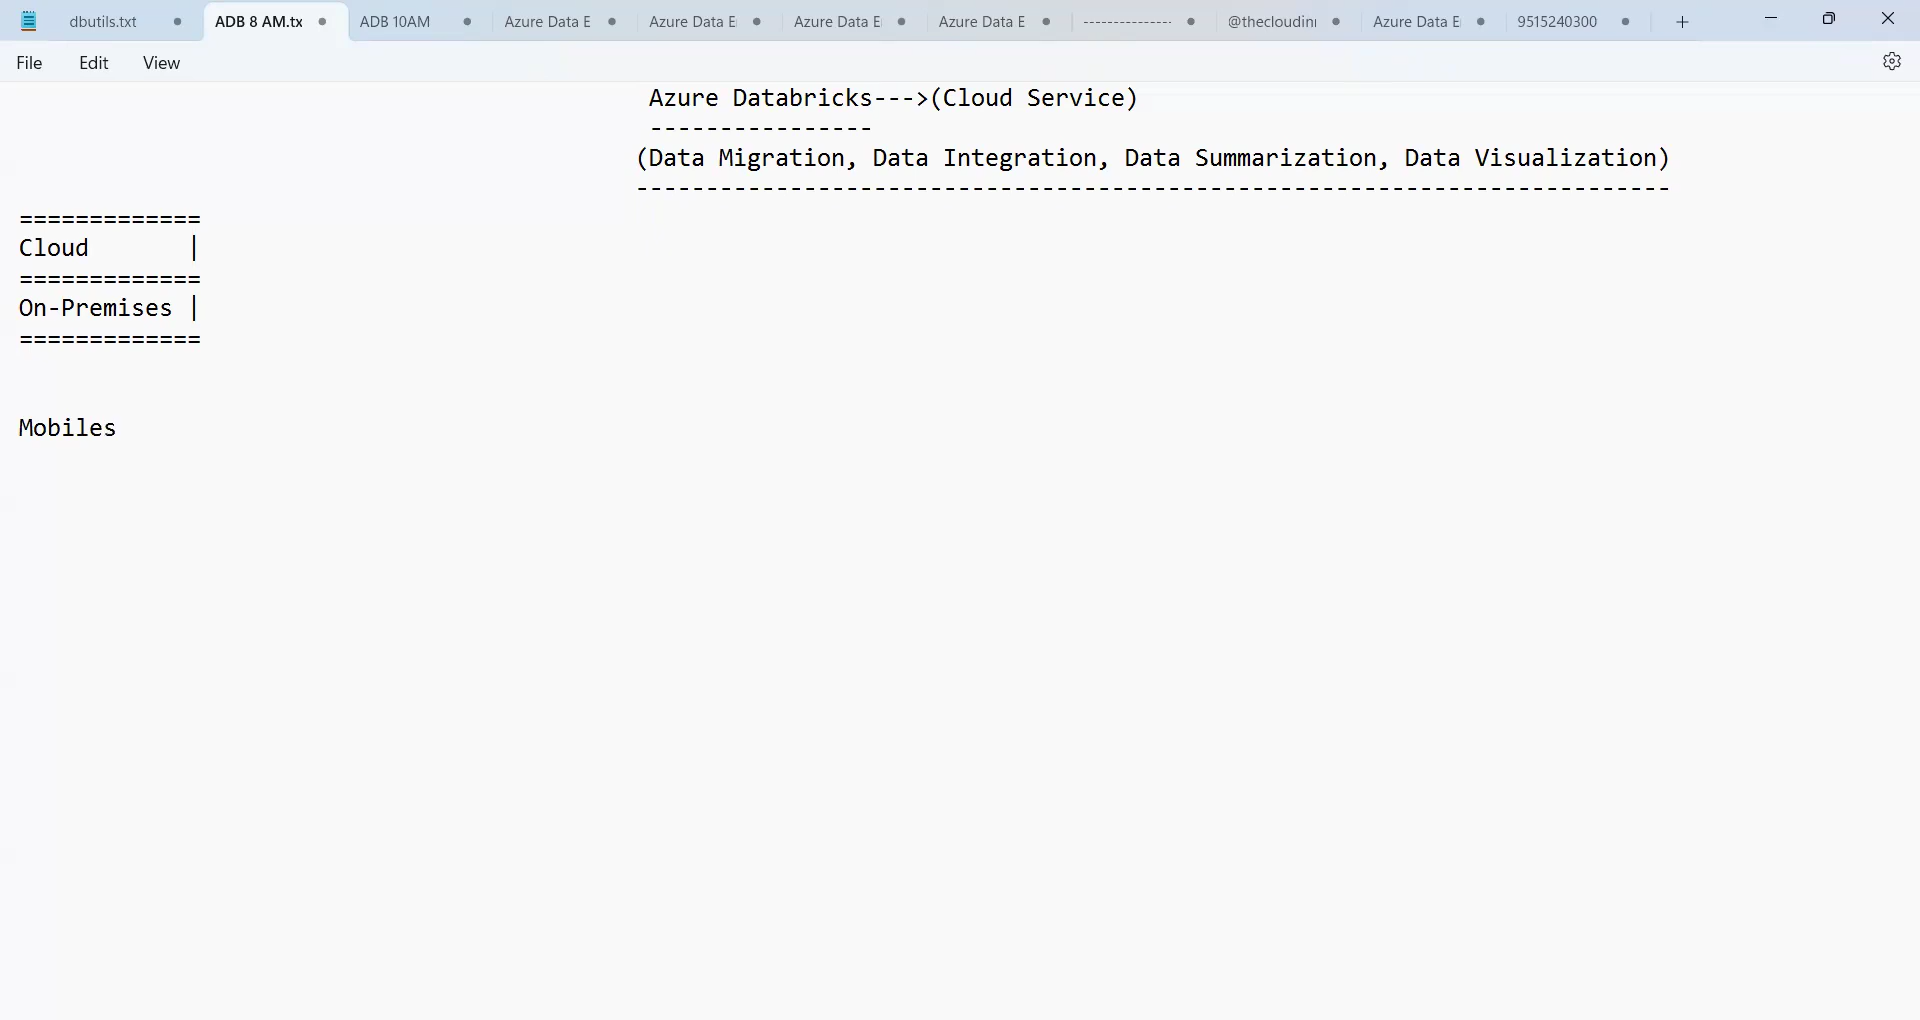 dbutils.txt ADB 8 AM.tx ADB 10AM Azure Data E Azure Data E Azure Data E Azure Data E --------------- @thecloudin Azure Data E 9515240300
File Edit View
Azure Databricks--->(Cloud Service)
----------------
(Data Migration, Data Integration, Data Summarization, Data Visualization)
--------------------------------------------------------------------------
=============
Cloud |
=============
On-Premises |
=============
Mobiles